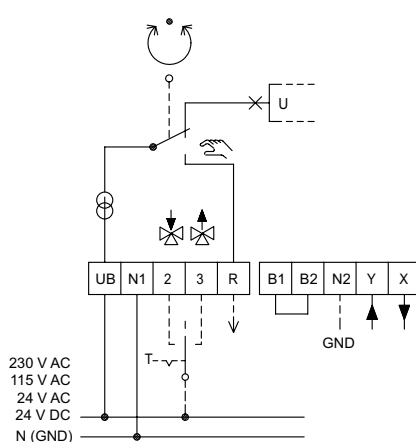 U
UB N1 2 3 R B1 B2 N2 Y X
GND
T
230 V AC
115 V AC
24 V AC
24 V DC
N (GND)